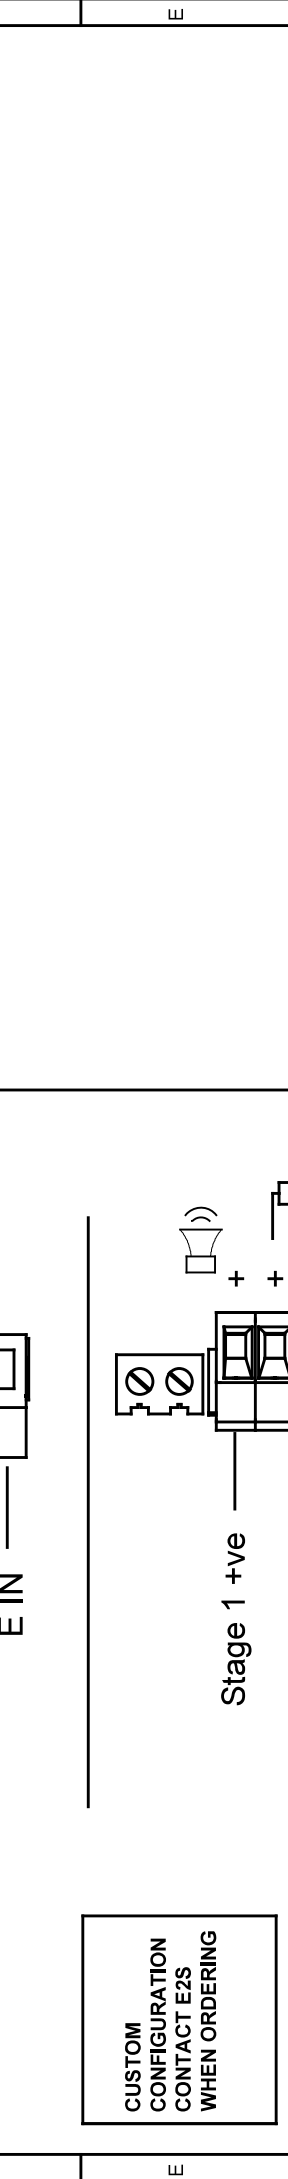 E
+ +
E IN
Stage 1 +ve
CUSTOM
CONFIGURATION
CONTACT E2S
WHEN ORDERING
E